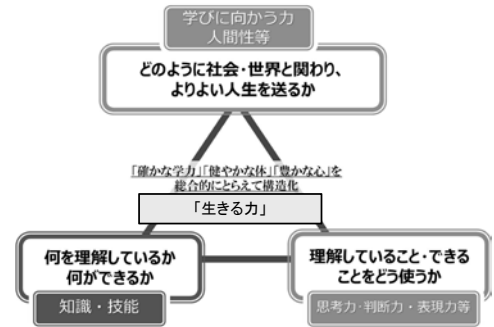 学びに向かう力
人間性等
どのように社会・世界と関わり、
よりよい人生を送るか
「確かな学力」「健やかな体」「豊かな心」を
総合的にとらえて構造化
「生きる力」
何を理解しているか
何ができるか
知識・技能
理解していること・できる
ことをどう使うか
思考力・判断力・表現力等